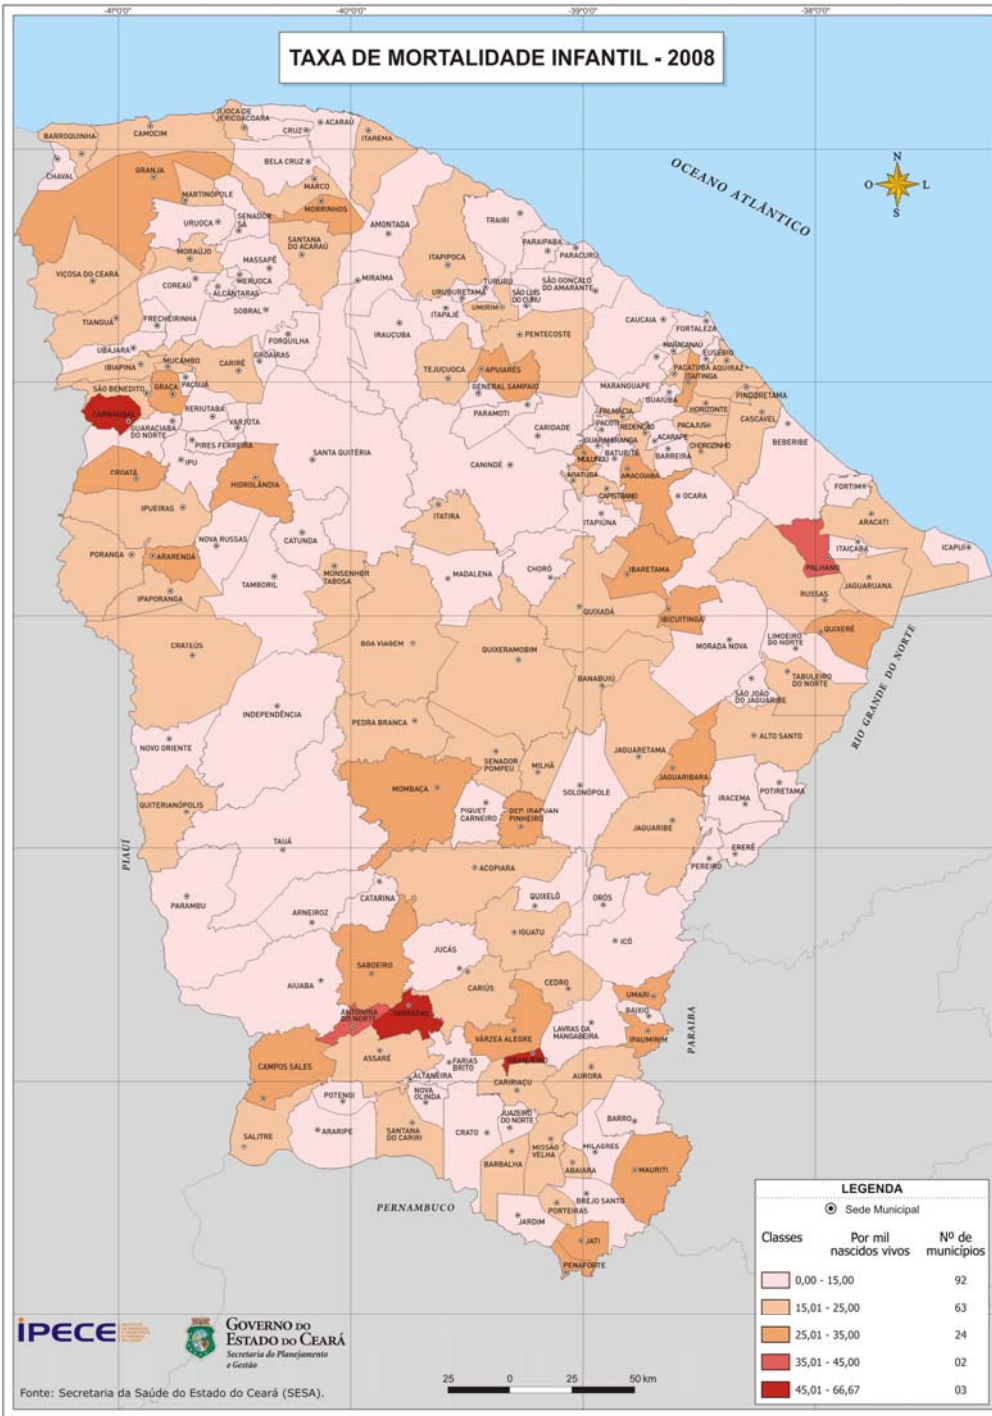 -41°0'0"
-40°0'0"
-39°0'0"
-38°0'0"
TAXA DE MORTALIDADE INFANTIL - 2008
OCEANO ATLÂNTICO
N
O
L
S
JIJOCA DE
JERICOACOARA
ACARAÚ
CRUZ
ITAREMA
BARROQUINHA
CAMOCIM
CHAVAL
BELA CRUZ
GRANJA
MARCO
MARTINÓPOLE
MORRINHOS
URUOCA
SENADOR
SÁ
AMONTADA
TRAIRI
SANTANA
DO ACARAÚ
PARAIPABA
PARACURU
MORAÚJO
MASSAPÊ
ITAPIPOCA
VIÇOSA DO CEARÁ
COREAÚ
MERUOCA
ALCÂNTARAS
MIRAÍMA
TURURU
URUBURETAMA
SÃO GONÇALO
DO AMARANTE
SÃO LUIS
DO CURU
TIANGUÁ
FRECHEIRINHA
SOBRAL
ITAPAJÉ
UMIRIM
IRAUÇUBA
CAUCAIA
FORTALEZA
UBAJARA
FORQUILHA
PENTECOSTE
MARACANAÚ
GROAÍRAS
EUSÉBIO
IBIAPINA
MUCAMBO
CARIRÉ
TEJUÇUOCA
APUIARÉS
PACATUBA
AQUIRAZ
PACUJÁ
ITAITINGA
SÃO BENEDITO
GRAÇA
GENERAL SAMPAIO
MARANGUAPE
PINDORETAMA
CARNAUBAL
RERIUTABA
GUAIUBA
HORIZONTE
GUARACIABA
DO NORTE
VARJOTA
PARAMOTI
PALMÁCIA
CASCAVEL
PACOTI
REDENÇÃO
PACAJUS
CARIDADE
PIRES FERREIRA
GUARAMIRANGA
ACARAPE
BEBERIBE
MULUNGU
BATURITÉ
BARREIRA
CHOROZINHO
IPU
SANTA QUITÉRIA
CANINDÉ
CROATÁ
ARATUBA
ARACOIABA
HIDROLÂNDIA
CAPISTRANO
OCARA
FORTIM
IPUEIRAS
ITATIRA
ITAPIÚNA
ARACATI
NOVA RUSSAS
CATUNDA
ITAIÇABA
ICAPUÍ
PORANGA
ARARENDÁ
MONSENHOR
TABOSA
MADALENA
CHORÓ
IBARETAMA
PALHANO
TAMBORIL
JAGUARUANA
IPAPORANGA
RUSSAS
QUIXADÁ
IBICUITINGA
QUIXERÉ
CRATEÚS
BOA VIAGEM
QUIXERAMOBIM
MORADA NOVA
LIMOEIRO
DO NORTE
BANABUIÚ
TABULEIRO
DO NORTE
SÃO JOÃO
DO JAGUARIBE
RIO GRANDE DO NORTE
INDEPENDÊNCIA
PEDRA BRANCA
ALTO SANTO
NOVO ORIENTE
SENADOR
POMPEU
MILHÃ
JAGUARETAMA
JAGUARIBARA
MOMBAÇA
SOLONÓPOLE
POTIRETAMA
QUITERIANÓPOLIS
IRACEMA
PIQUET
CARNEIRO
DEP. IRAPUAN
PINHEIRO
JAGUARIBE
PIAUÍ
TAUÁ
ERERÊ
ACOPIARA
PEREIRO
CATARINA
QUIXELÔ
ORÓS
PARAMBU
ARNEIROZ
IGUATU
ICÓ
JUCÁS
SABOEIRO
AIUABA
CARIÚS
CEDRO
UMARI
ANTONINA
DO NORTE
TARRAFAS
BAIXIO
LAVRAS DA
MANGABEIRA
PARAÍBA
VÁRZEA ALEGRE
IPAUMIRIM
ASSARÉ
GRANJEIRO
CAMPOS SALES
FARIAS
BRITO
AURORA
ALTANEIRA
CARIRIAÇU
POTENGI
NOVA
OLINDA
JUAZEIRO
DO NORTE
BARRO
SALITRE
ARARIPE
SANTANA
DO CARIRI
CRATO
MISSÃO
VELHA
MILAGRES
BARBALHA
ABAIARA
MAURITI
PERNAMBUCO
BREJO SANTO
PORTEIRAS
JARDIM
JATI
PENAFORTE
LEGENDA
Sede Municipal
Classes
Por mil
nascidos vivos
Nº de
municípios
0,00 - 15,00 92
15,01 - 25,00 63
25,01 - 35,00 24
35,01 - 45,00 02
45,01 - 66,67 03
IPECE
GOVERNO DO
ESTADO DO CEARÁ
Secretaria do Planejamento
e Gestão
25 0 25 50 km
Fonte: Secretaria da Saúde do Estado do Ceará (SESA).